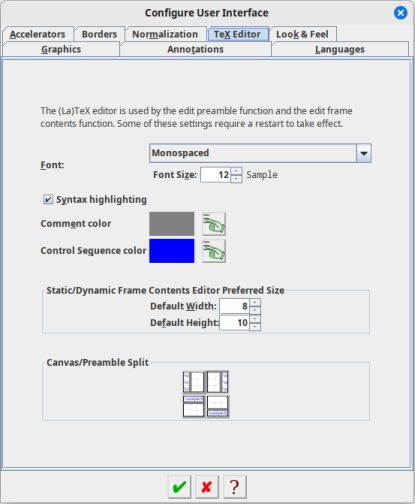 Configure User Interface
Accelerators Borders Normalization TeX Editor Look & Feel
Graphics Annotations Languages
The (La)TeX editor is used by the edit preamble function and the edit frame
contents function. Some of these settings require a restart to take effect.
Font: Monospaced
Font Size: 12 Sample
Syntax highlighting
Comment color
Control Sequence color
Static/Dynamic Frame Contents Editor Preferred Size
Default Width: 8
Default Height: 10
Canvas/Preamble Split
?